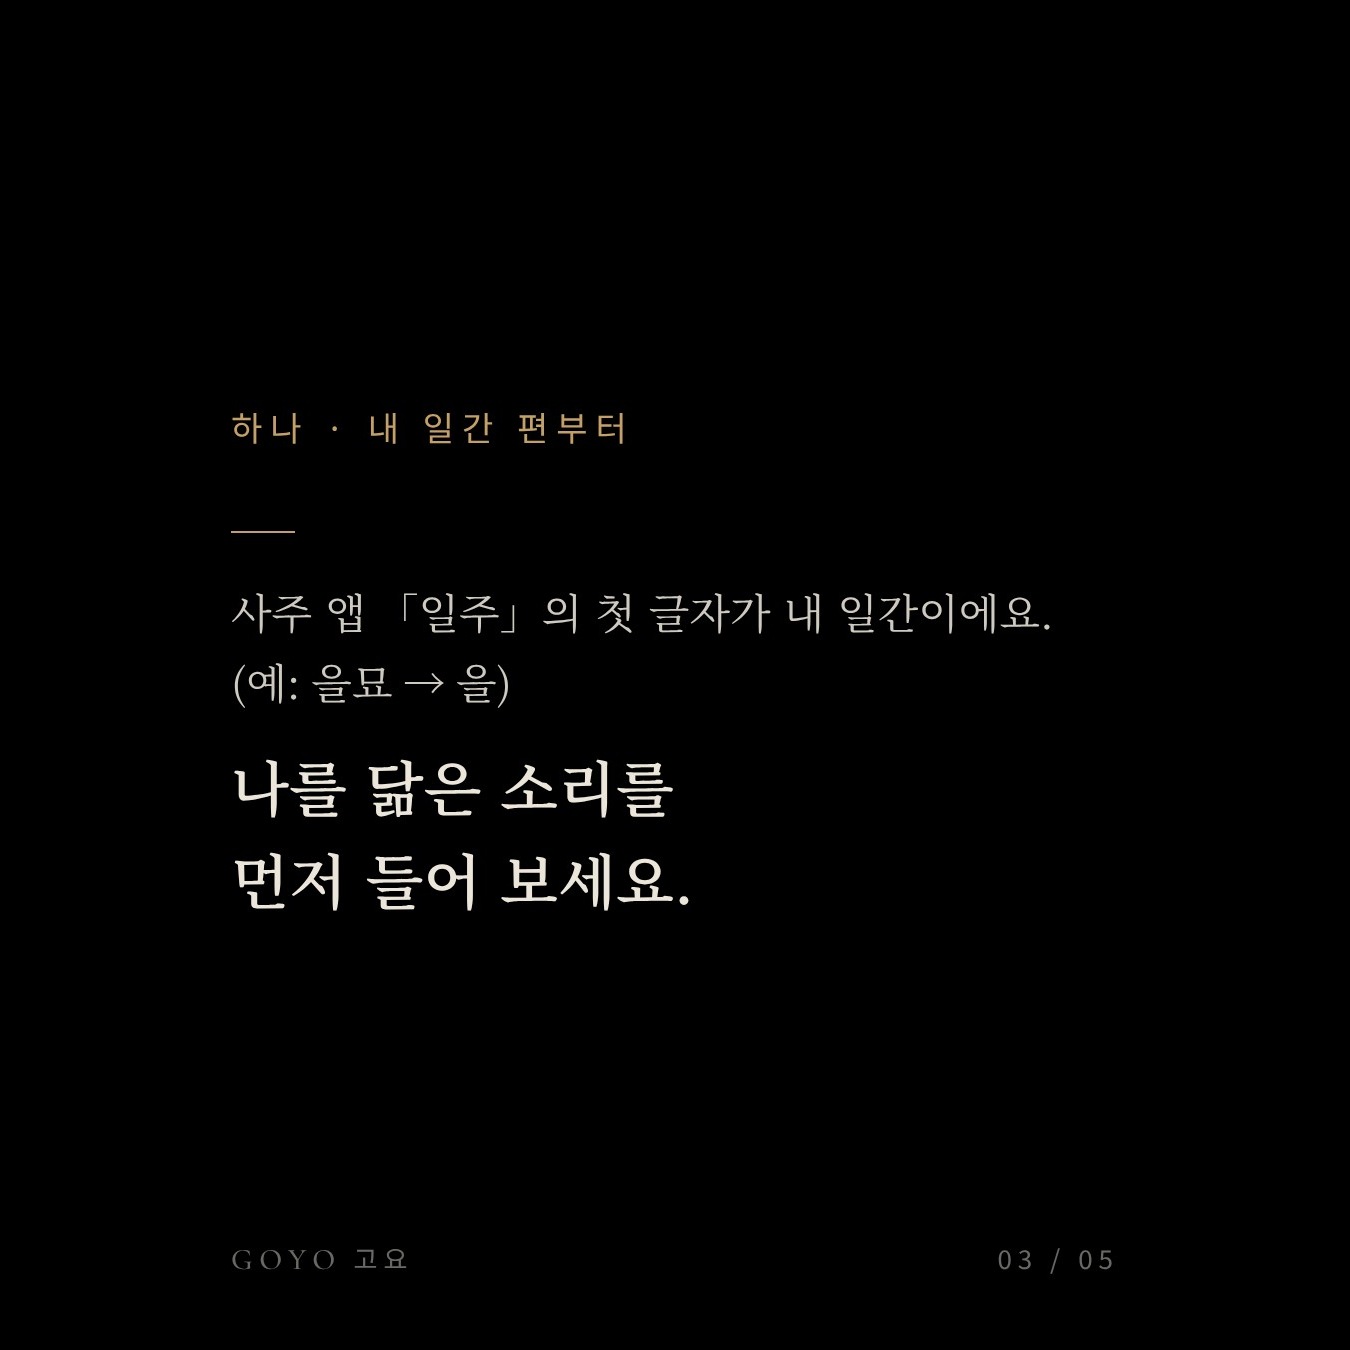 하나 · 내 일간 편부터
사주 앱 「일주」의 첫 글자가 내 일간이에요.
(예: 을묘 → 을)
나를 닮은 소리를
먼저 들어 보세요.
GOYO 고요
03 / 05